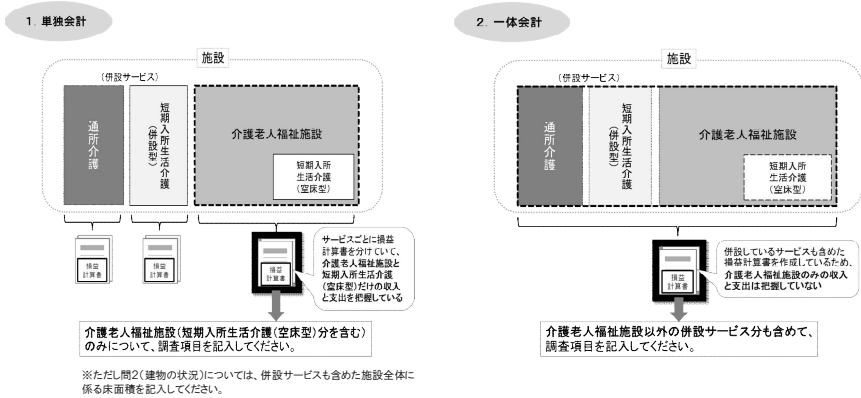 1. 単独会計
施設
(併設サービス)
通所介護
短期入所生活介護
(併設型)
介護老人福祉施設
短期入所
生活介護
(空床型)
損益
計算書
損益
計算書
損益
計算書
サービスごとに損益
計算書を分けていて、
介護老人福祉施設と
短期入所生活介護
(空床型)だけの収入
と支出を把握している
介護老人福祉施設(短期入所生活介護(空床型)分を含む)
のみについて、調査項目を記入してください。
※ただし問2(建物の状況)については、併設サービスも含めた施設全体に
係る床面積を記入してください。
2. 一体会計
施設
(併設サービス)
通所介護
短期入所生活介護
(併設型)
介護老人福祉施設
短期入所
生活介護
(空床型)
損益
計算書
併設しているサービスも含めた
損益計算書を作成しているため、
介護老人福祉施設のみの収入
と支出は把握していない
介護老人福祉施設以外の併設サービス分も含めて、
調査項目を記入してください。